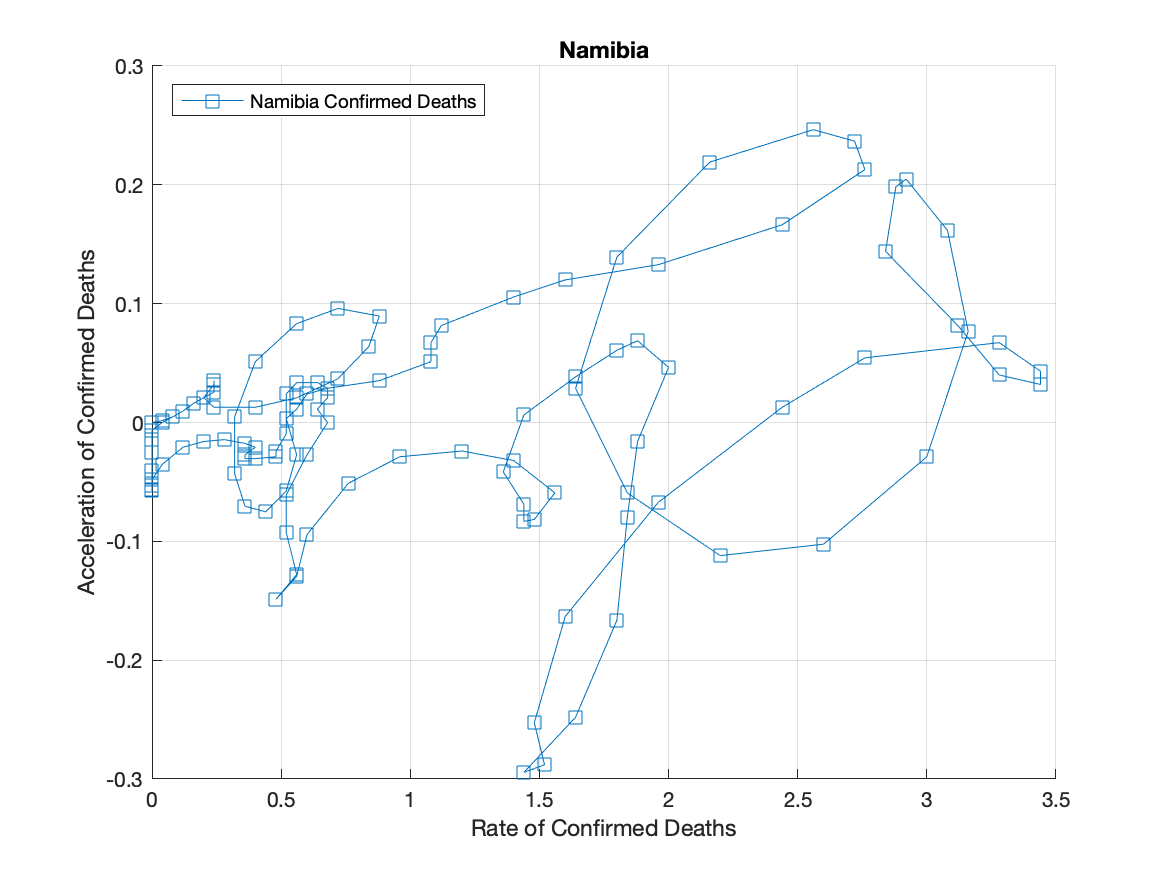 Namibia
Namibia Confirmed Deaths
0.3
0.2
0.1
0
-0.1
-0.2
-0.3
Acceleration of Confirmed Deaths
0 0.5 1 1.5 2 2.5 3 3.5
Rate of Confirmed Deaths